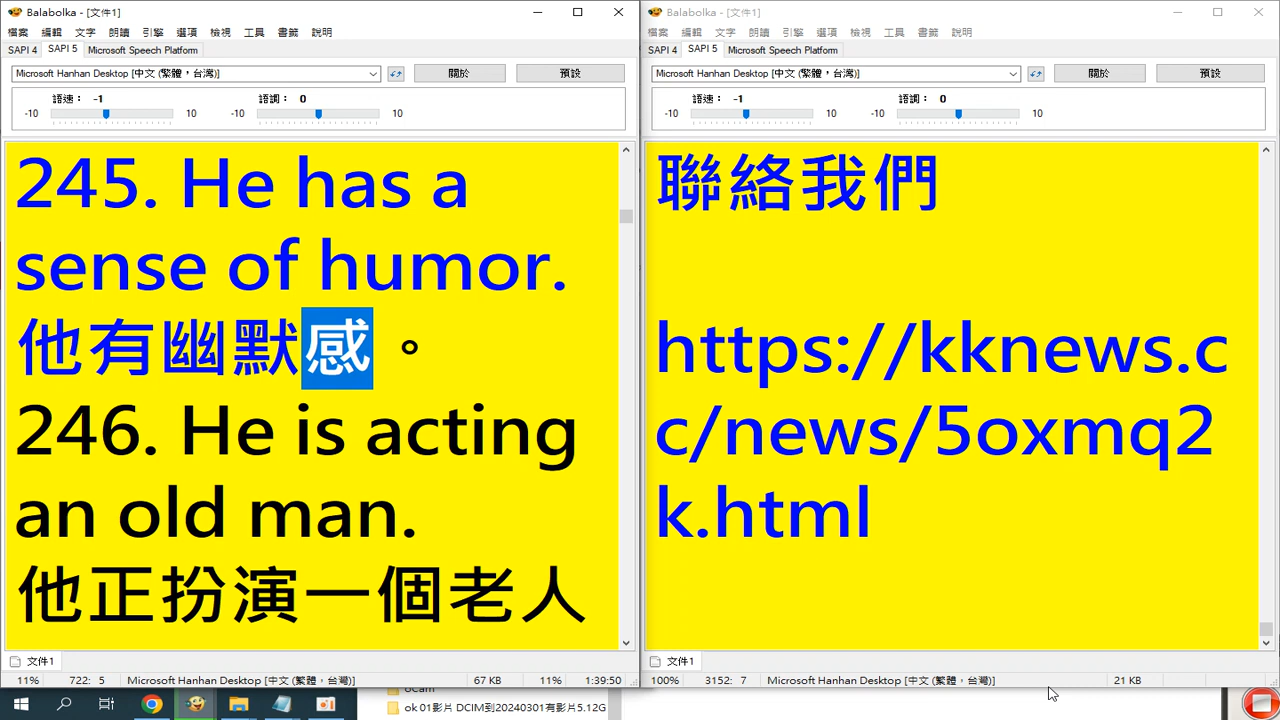 Balabolka - [文件1]
檔案 編輯 文字 朗讀 引擎 選項 檢視 工具 書籤 說明
SAPI 4 SAPI 5 Microsoft Speech Platform
Microsoft Hanhan Desktop [中文 (繁體，台灣)] 關於 預設
語速： -1 語調： 0
-10 10 -10 10
245. He has a
sense of humor.
他有幽默感 。
246. He is acting
an old man.
他正扮演一個老人
文件1
11% 722: 5 Microsoft Hanhan Desktop [中文 (繁體，台灣)] 67 KB 11% 1:39:50
Balabolka - [文件1]
檔案 編輯 文字 朗讀 引擎 選項 檢視 工具 書籤 說明
SAPI 4 SAPI 5 Microsoft Speech Platform
Microsoft Hanhan Desktop [中文 (繁體，台灣)] 關於 預設
語速： -1 語調： 0
-10 10 -10 10
聯絡我們
https://kknews.c
c/news/5oxmq2
k.html
文件1
100% 3152: 7 Microsoft Hanhan Desktop [中文 (繁體，台灣)] 21 KB
oCam
ok 01影片 DCIM到20240301有影片5.12G